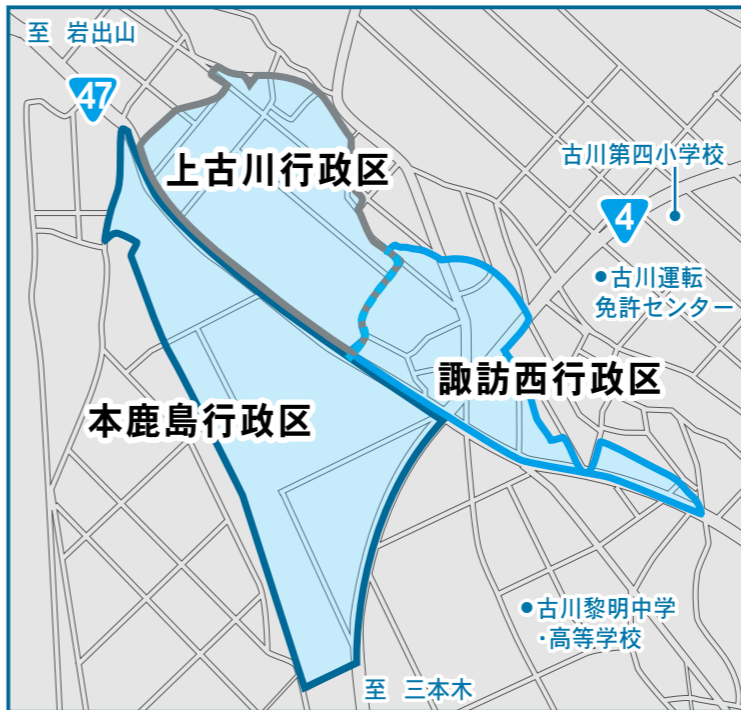 至 岩出山
47
上古川行政区
古川第四小学校
4
●古川運転
免許センター
諏訪西行政区
本鹿島行政区
●古川黎明中学
・高等学校
至 三本木